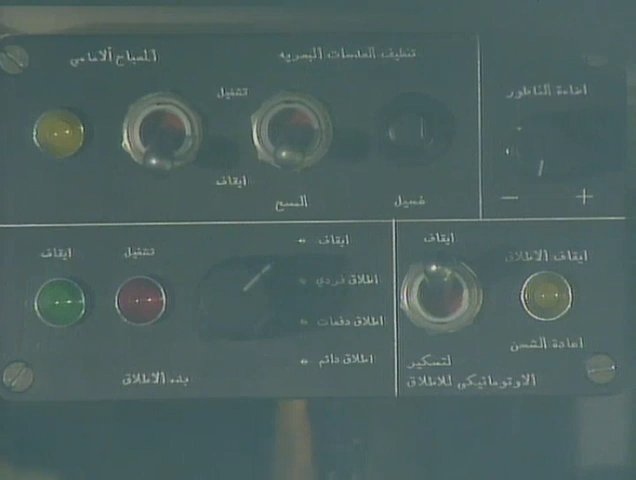 المصباح الامامي
تنظيف العدسات البصرية
تشغيل
ايقاف
المسح
غسيل
اضاءة الناظور
− +
ايقاف
تشغيل
ايقاف
اطلاق فردي
اطلاق دفعات
اطلاق دائم
بدء الاطلاق
ايقاف
ايقاف الاطلاق
اعادة الشحن
لتسكير
الاوتوماتيكي للاطلاق